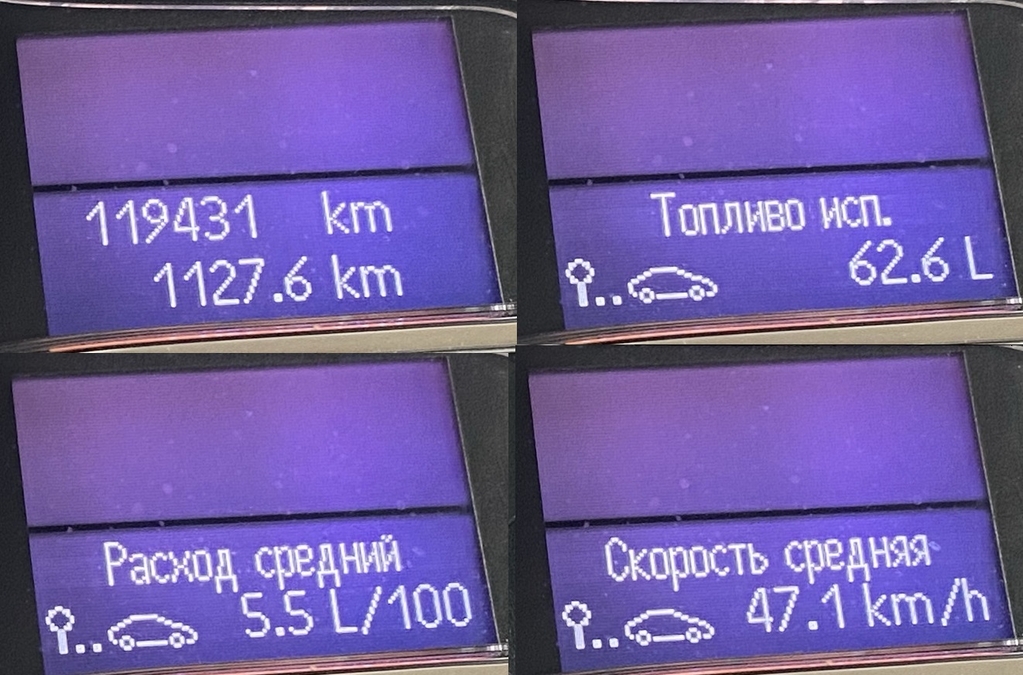 119431 km
1127.6 km
Топливо исп.
62.6 L
Расход средний
5.5 L/100
Скорость средняя
47.1 km/h